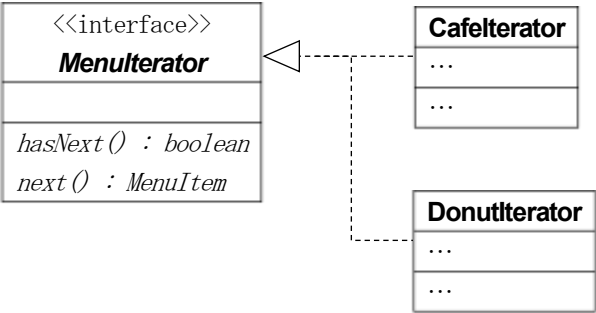 <<interface>>
MenuIterator
hasNext() : boolean
next() : MenuItem
CafeIterator
...
...
DonutIterator
...
...